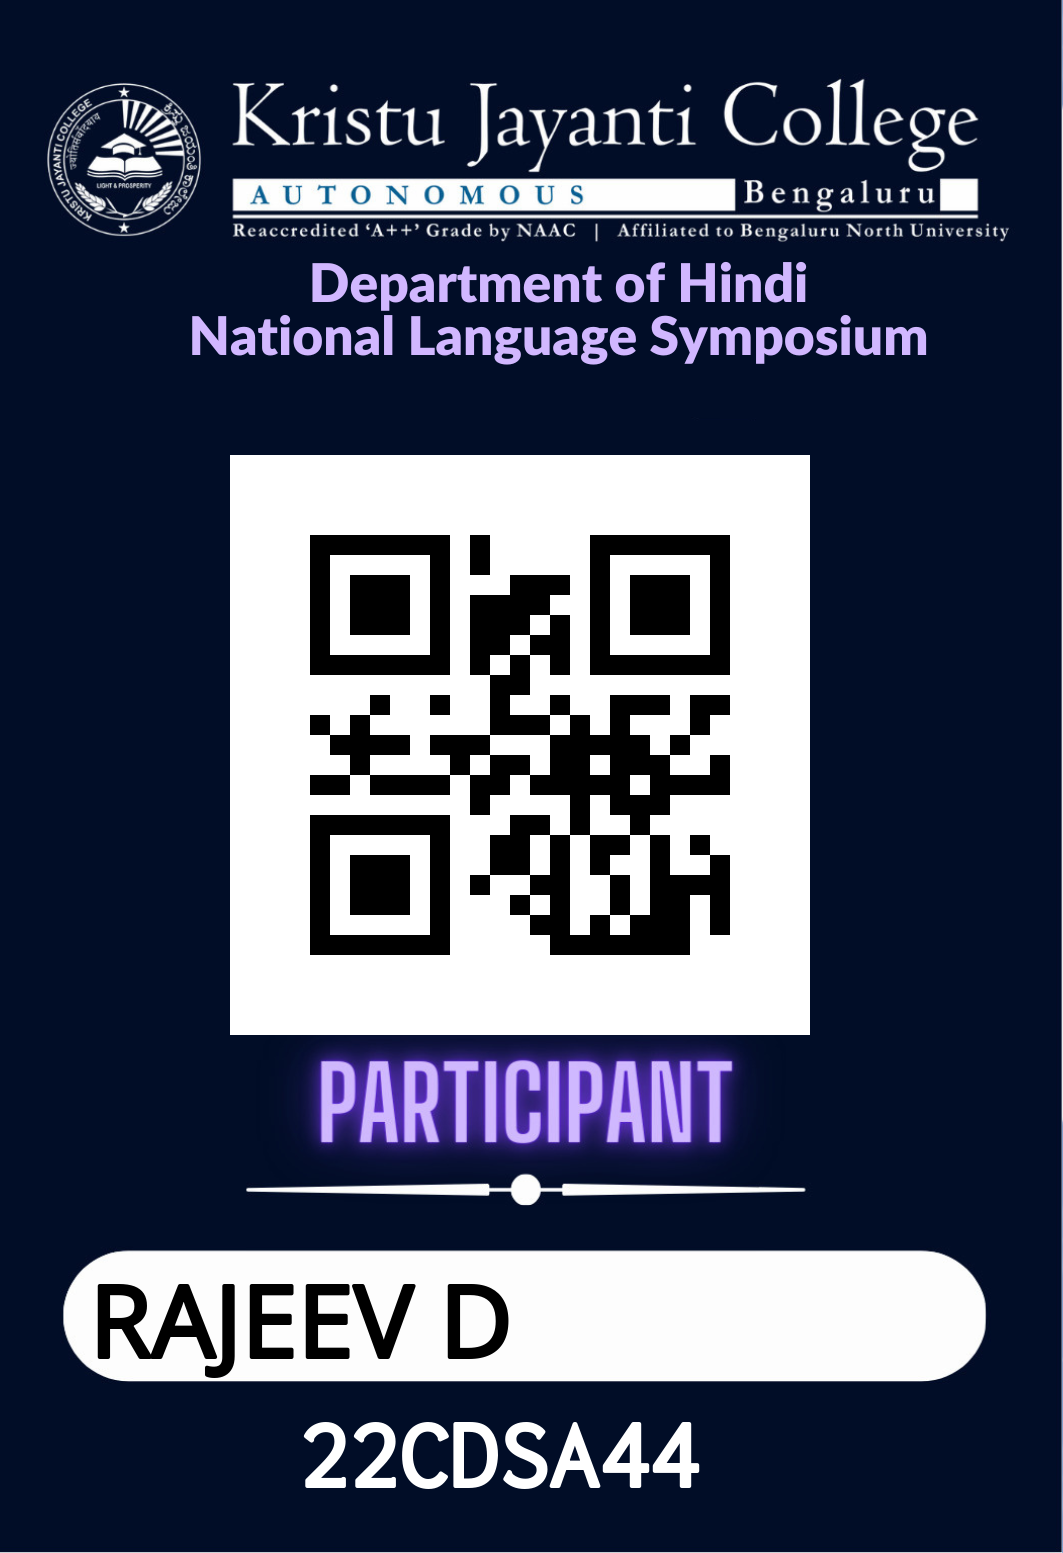 KRISTU JAYANTI COLLEGE
LIGHT & PROSPERITY
Kristu Jayanti College
AUTONOMOUS Bengaluru
Reaccredited ‘A++’ Grade by NAAC | Affiliated to Bengaluru North University
Department of Hindi
National Language Symposium
PARTICIPANT
RAJEEV D
22CDSA44